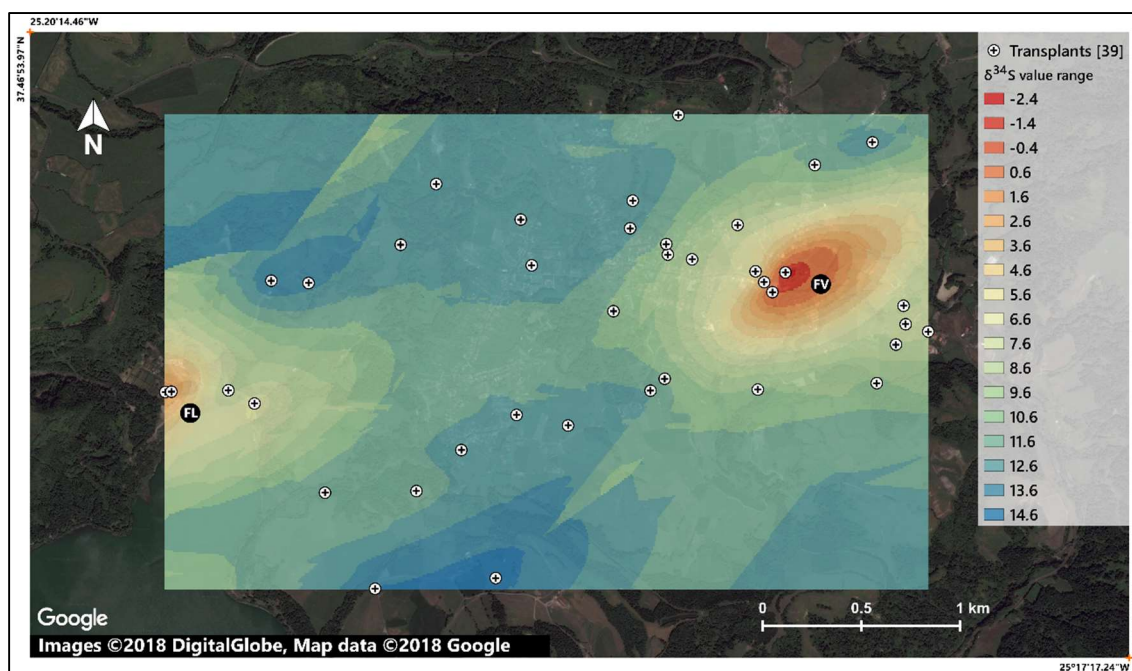 25.20'14.46"W
37.46'53.97"N
N
Transplants [39]
δ34S value range
-2.4
-1.4
-0.4
0.6
1.6
2.6
3.6
4.6
5.6
6.6
7.6
8.6
9.6
10.6
11.6
12.6
13.6
14.6
FV
FL
0 0.5 1 km
Google
Images ©2018 DigitalGlobe, Map data ©2018 Google
25º17'17.24"W